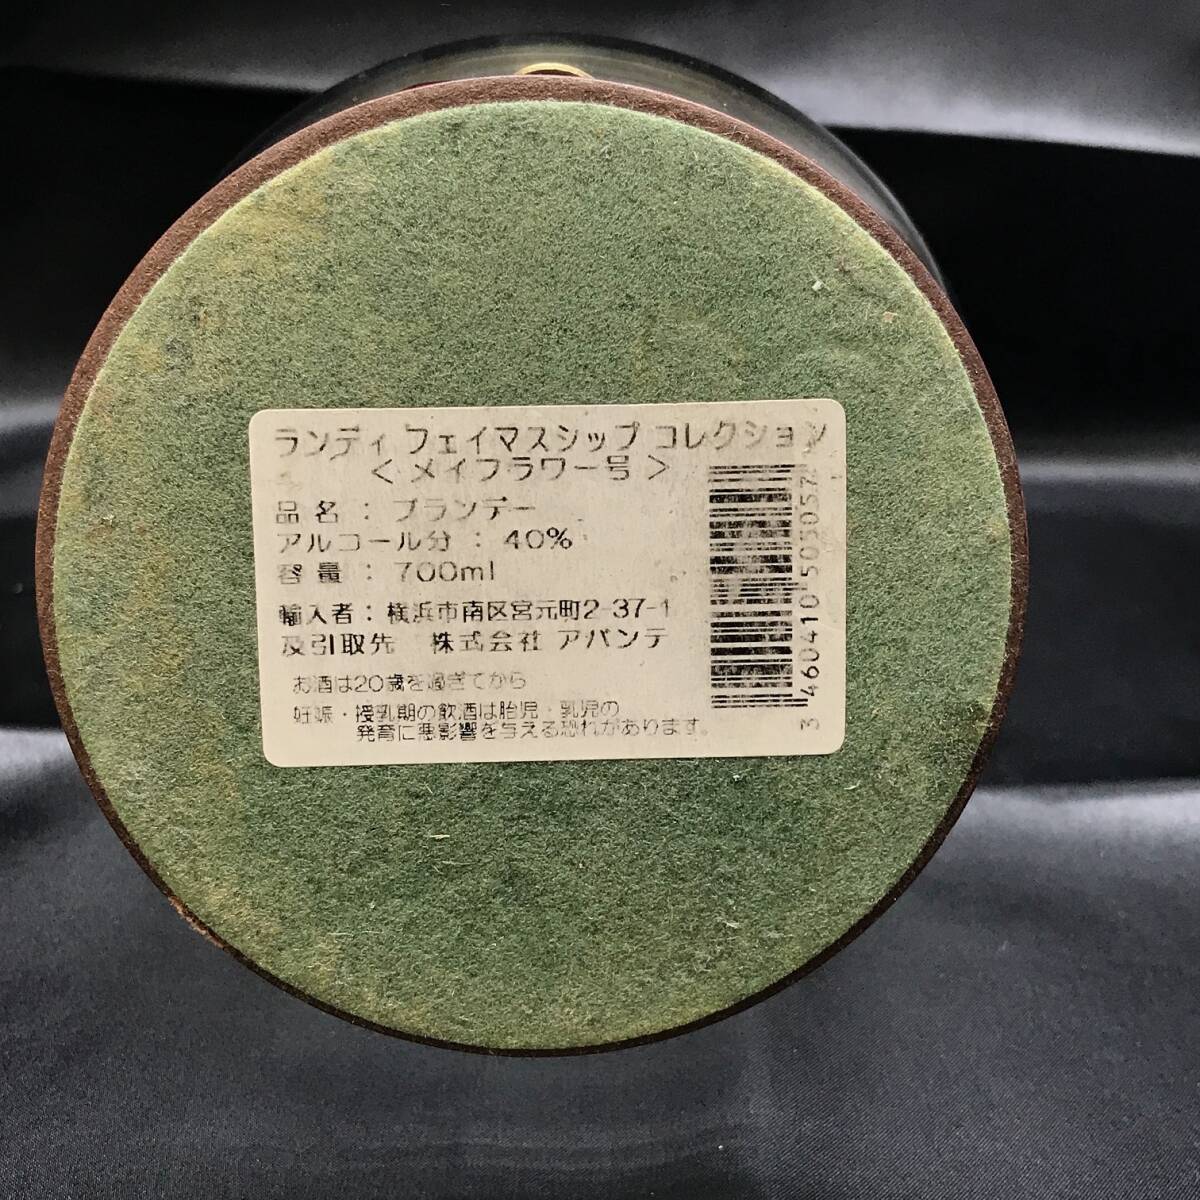 ランディ フェイマスシップ コレクション
< メイフラワー号 >
品名 : ブランデー
アルコール分 : 40%
容量 : 700ml
輸入者 : 横浜市南区宮元町2-37-1
及引取先 株式会社 アバンテ
お酒は20歳を過ぎてから
妊娠・授乳期の飲酒は胎児・乳児の
発育に悪影響を与える恐れがあります。
3 460410 505057